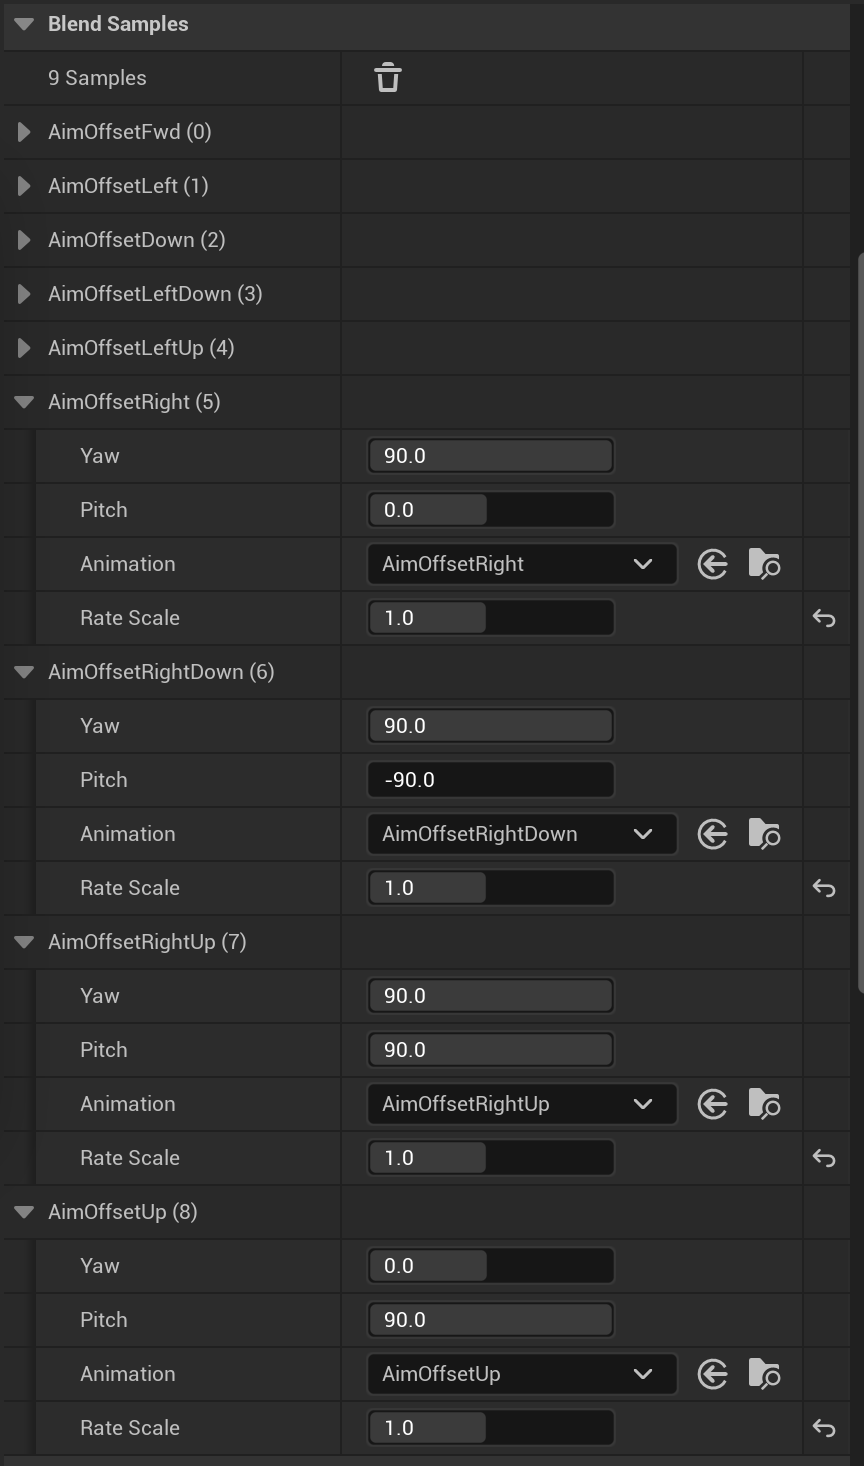 Blend Samples
9 Samples
AimOffsetFwd (0)
AimOffsetLeft (1)
AimOffsetDown (2)
AimOffsetLeftDown (3)
AimOffsetLeftUp (4)
AimOffsetRight (5)
Yaw 90.0
Pitch 0.0
Animation AimOffsetRight
Rate Scale 1.0
AimOffsetRightDown (6)
Yaw 90.0
Pitch -90.0
Animation AimOffsetRightDown
Rate Scale 1.0
AimOffsetRightUp (7)
Yaw 90.0
Pitch 90.0
Animation AimOffsetRightUp
Rate Scale 1.0
AimOffsetUp (8)
Yaw 0.0
Pitch 90.0
Animation AimOffsetUp
Rate Scale 1.0